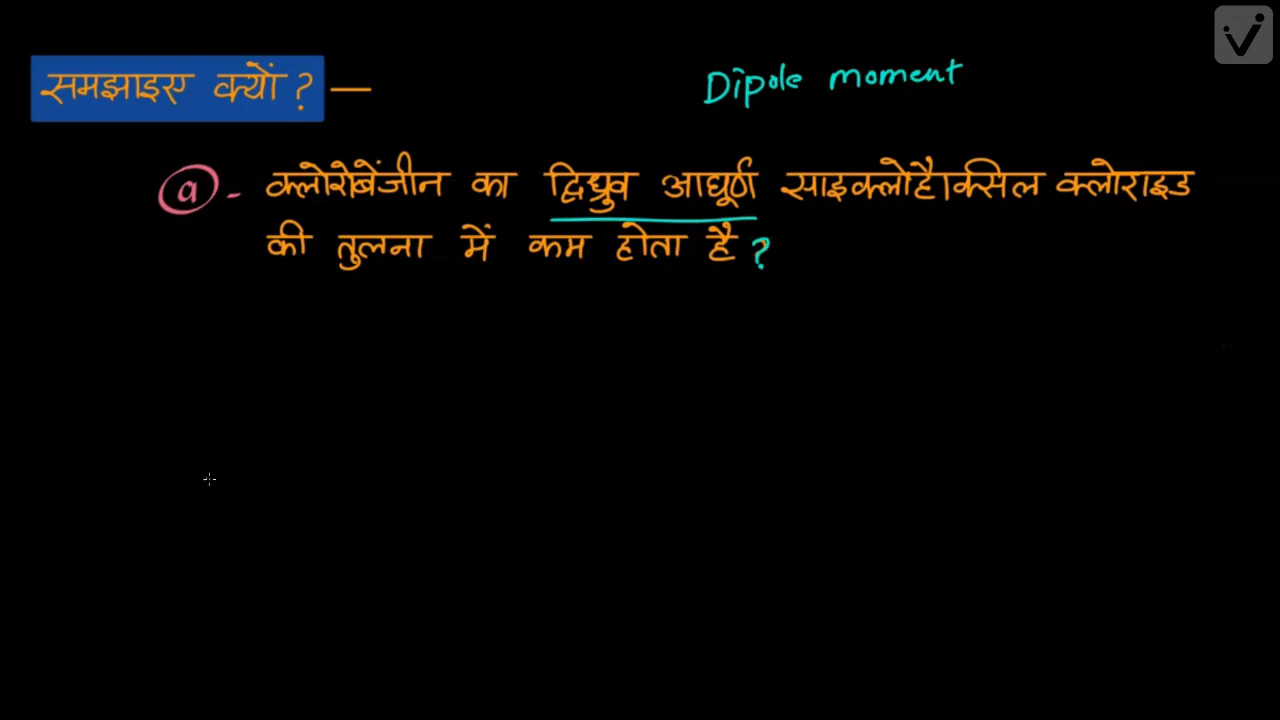 समझाइए क्यों ? —
Dipole moment
(a) - क्लोरोबेंजीन का द्विध्रुव आघूर्ण साइक्लोहैक्सिल क्लोराइड
की तुलना में कम होता है ?